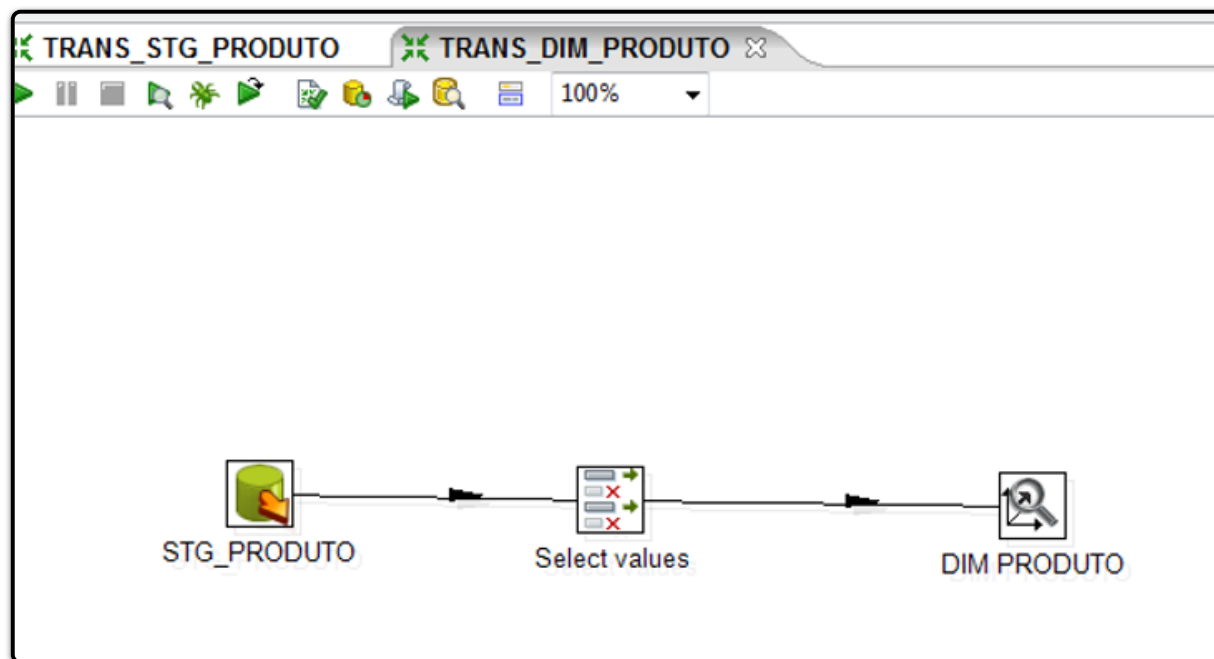 TRANS_STG_PRODUTO
TRANS_DIM_PRODUTO
100%
STG_PRODUTO
Select values
DIM PRODUTO